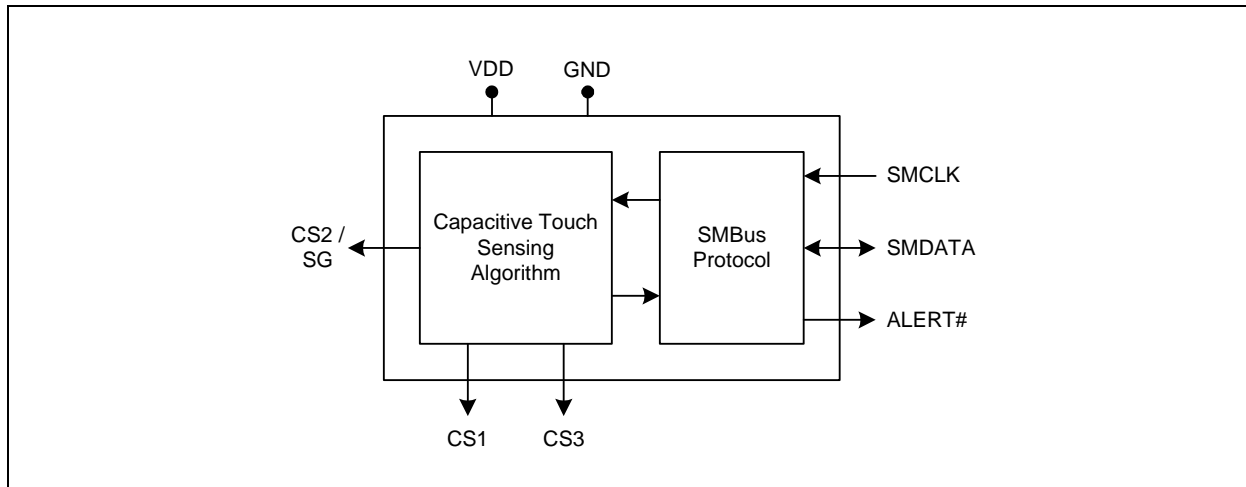 VDD
GND
Capacitive Touch
Sensing
Algorithm
SMBus
Protocol
SMCLK
SMDATA
ALERT#
CS2 /
SG
CS1
CS3